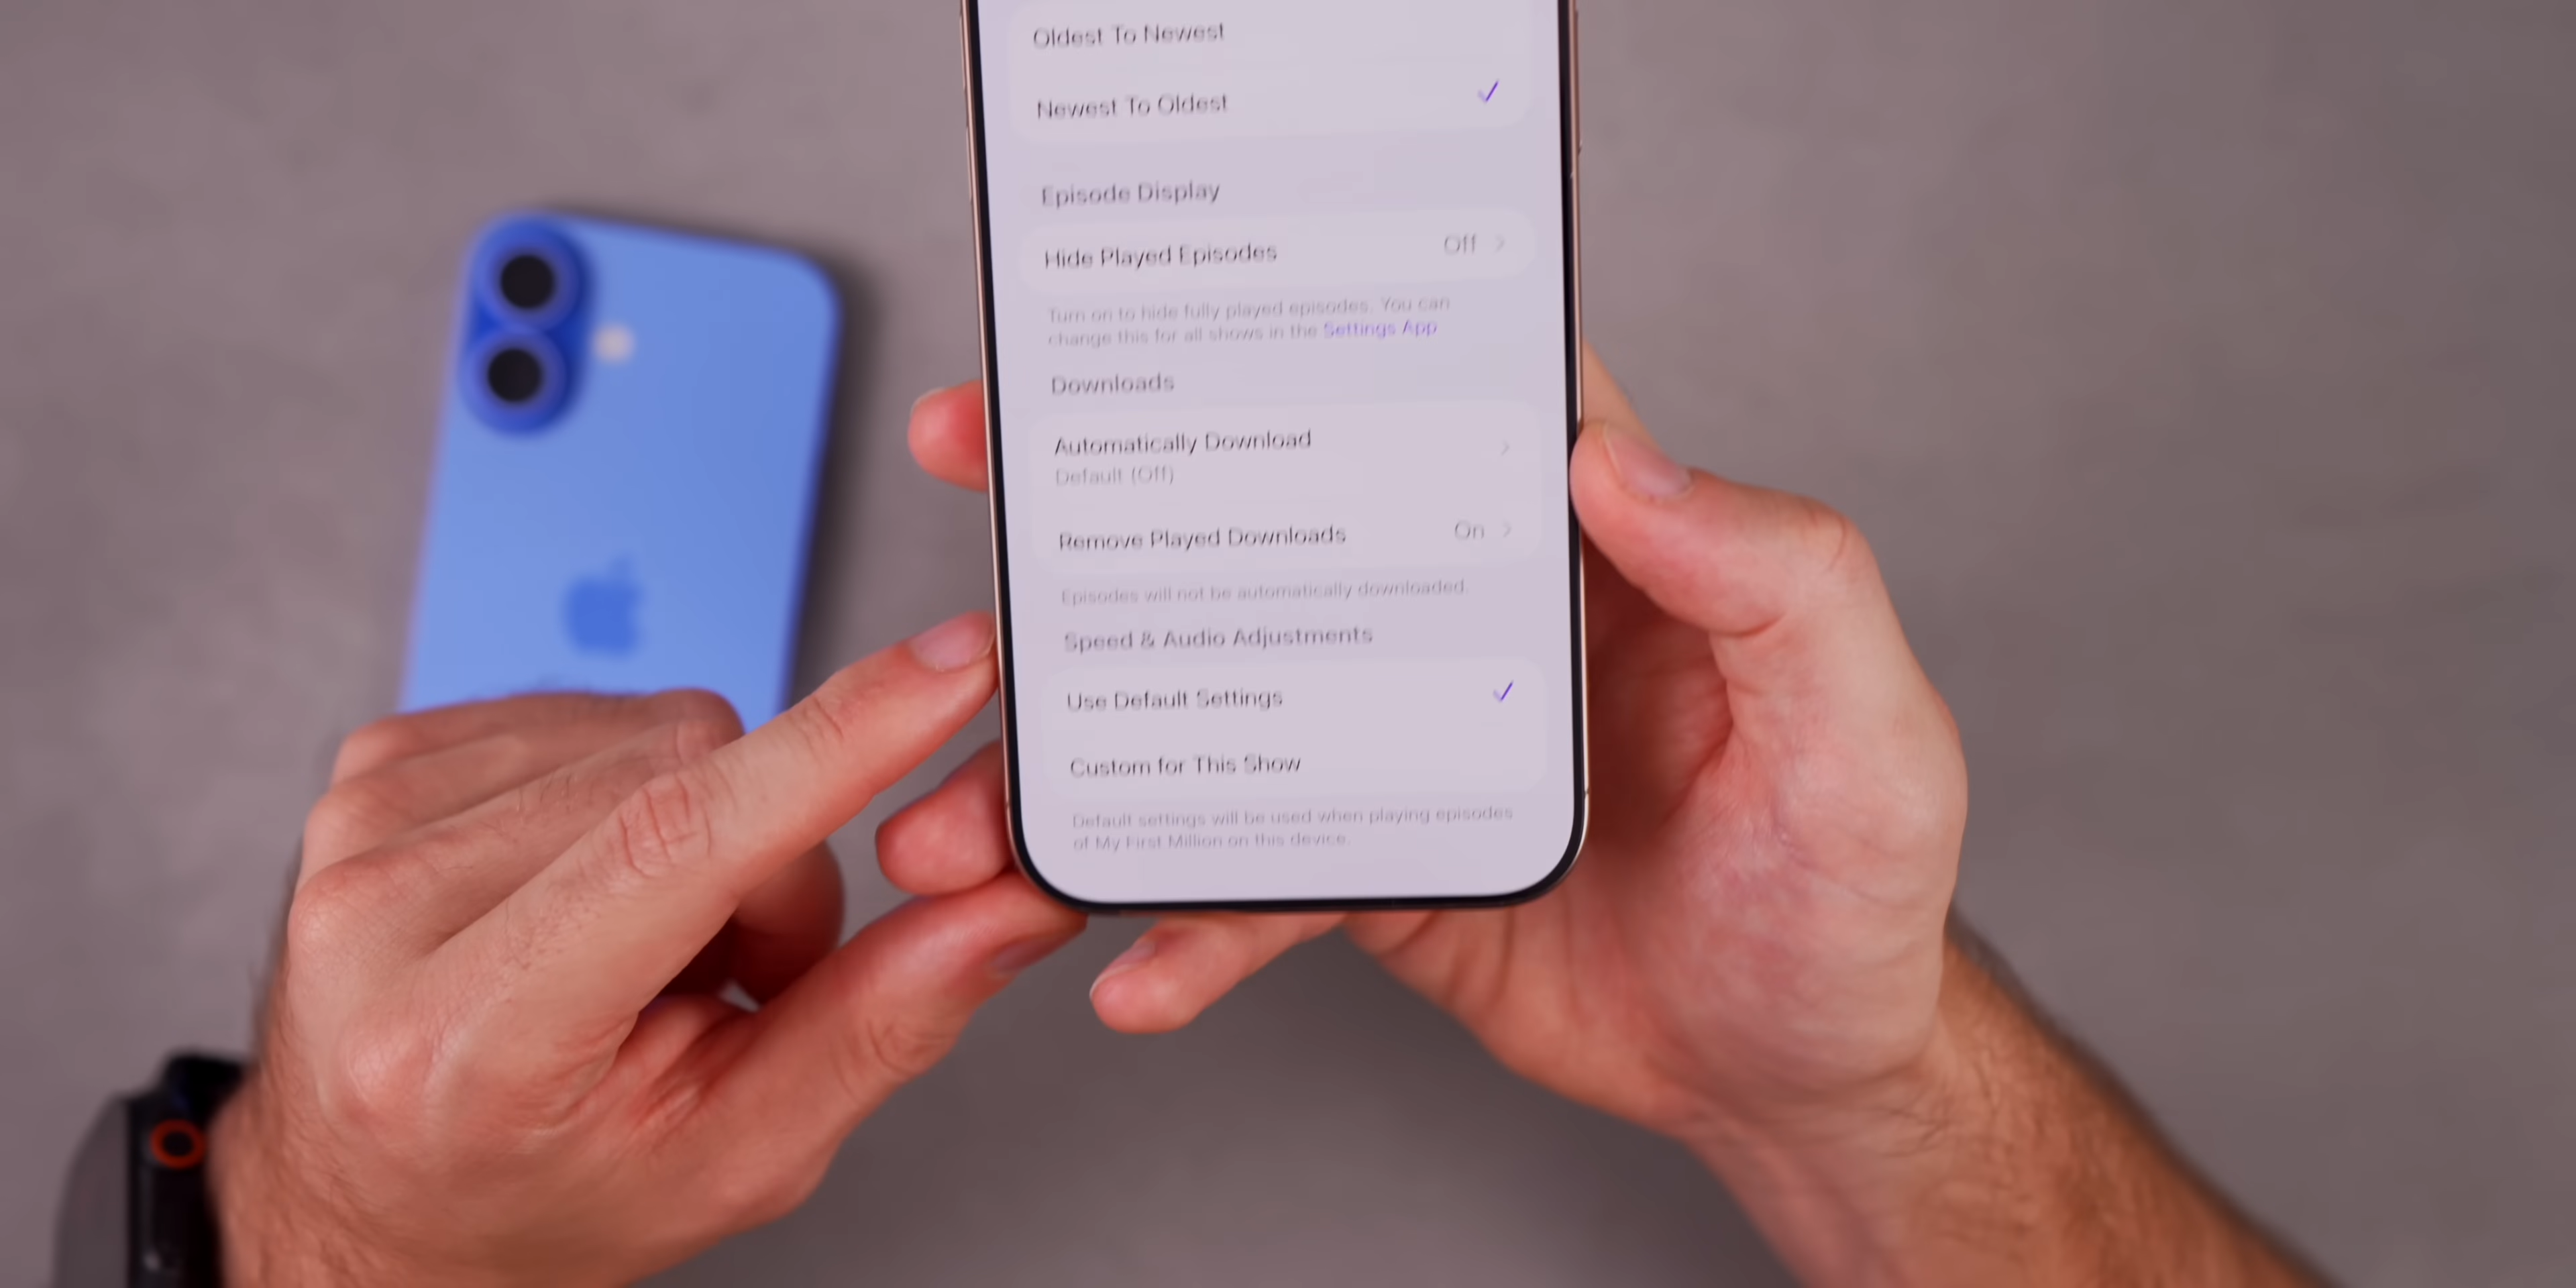 Oldest To Newest
Newest To Oldest
Episode Display
Hide Played Episodes Off
Turn on to hide fully played episodes. You can
change this for all shows in the Settings App
Downloads
Automatically Download
Default (Off)
Remove Played Downloads On
Episodes will not be automatically downloaded.
Speed & Audio Adjustments
Use Default Settings
Custom for This Show
Default settings will be used when playing episodes
of My First Million on this device.